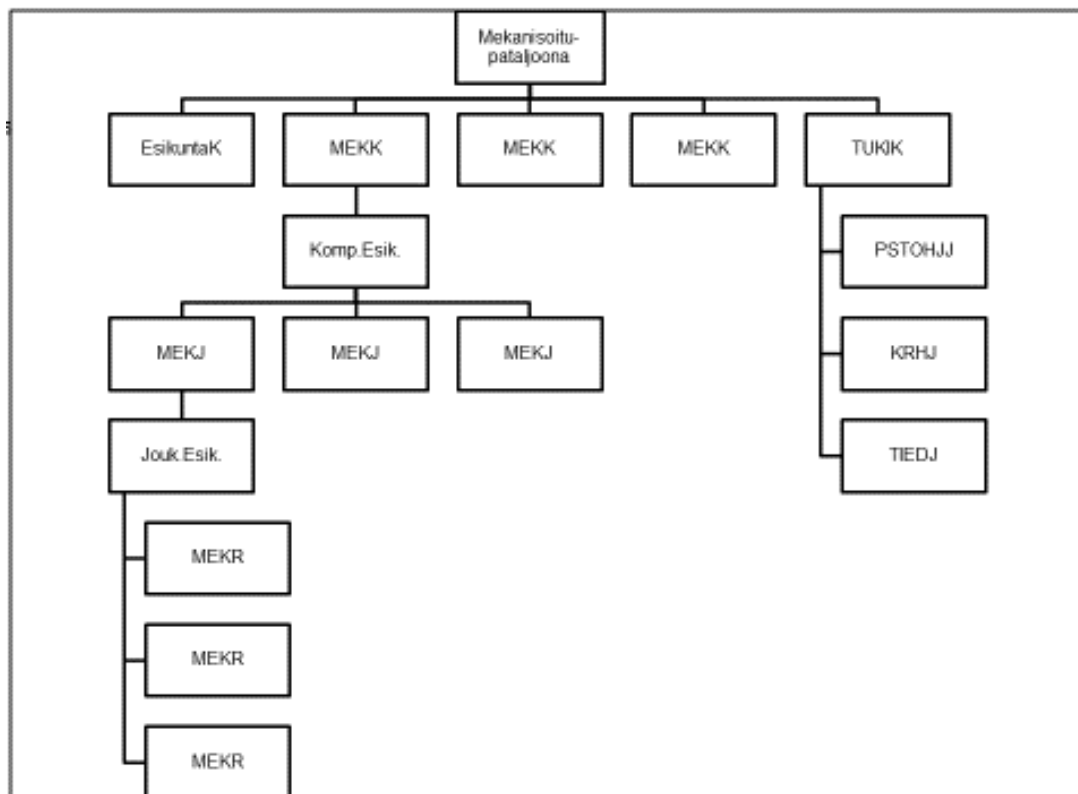 Mekanisoitu-
pataljoona
EsikuntaK
MEKK
MEKK
MEKK
TUKIK
Komp.Esik.
PSTOHJJ
MEKJ
MEKJ
MEKJ
KRHJ
Jouk.Esik.
TIEDJ
MEKR
MEKR
MEKR